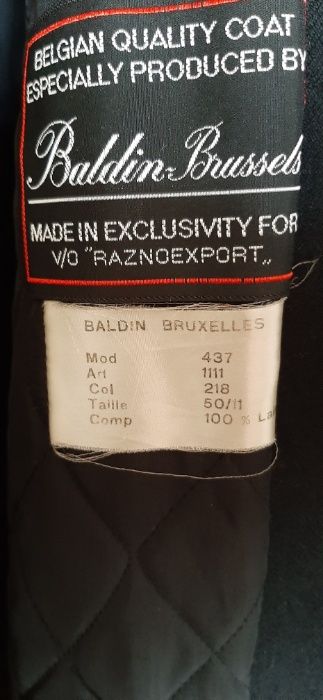 BELGIAN QUALITY COAT
ESPECIALLY PRODUCED BY
Baldin-Brussels
MADE IN EXCLUSIVITY FOR
V/O "RAZNOEXPORT„
BALDIN BRUXELLES
Mod 437
Art 1111
Col 218
Taille 50/11
Comp 100 % La